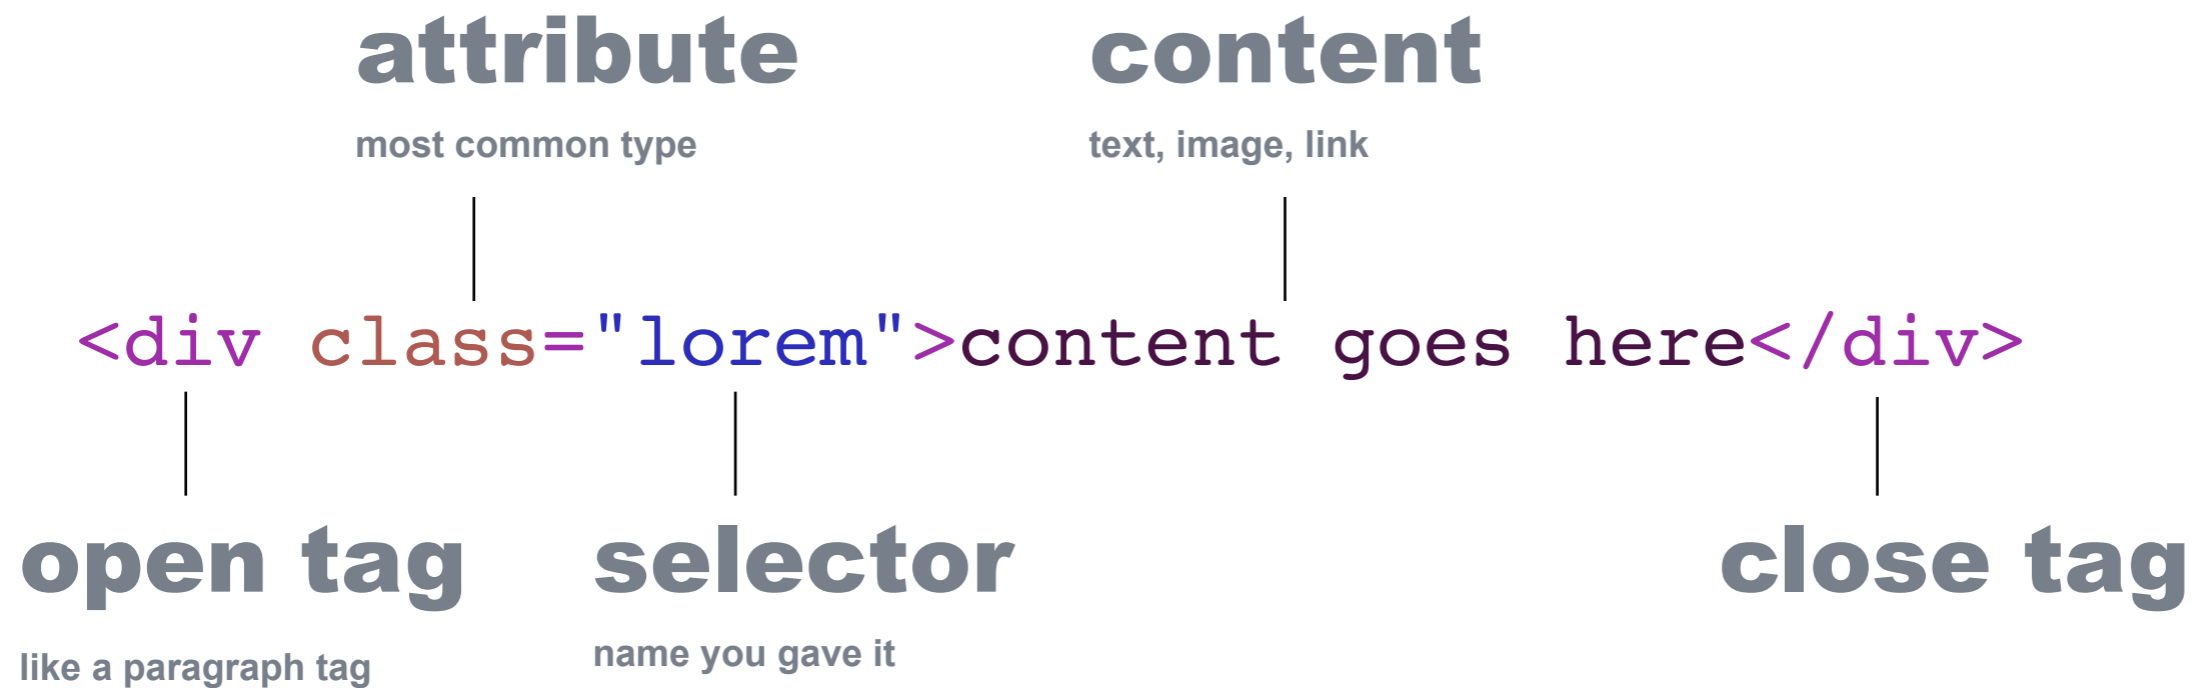 attribute
most common type
content
text, image, link
<div class="lorem">content goes here</div>
open tag
like a paragraph tag
selector
name you gave it
close tag